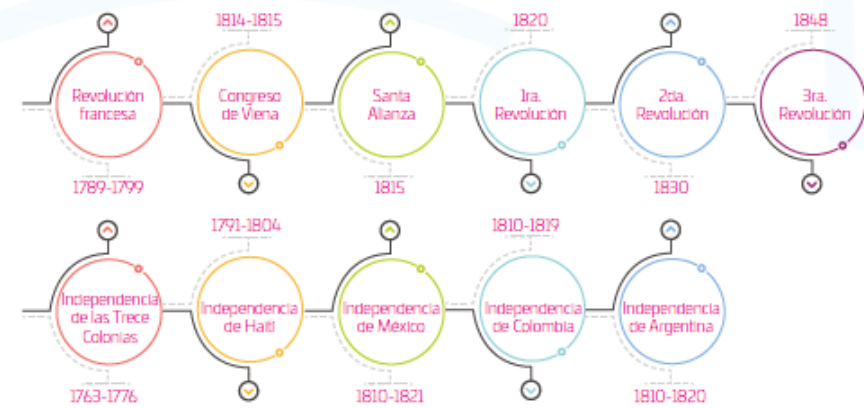 1814-1815
1820
1848
Revolución
francesa
Congreso
de Viena
Santa
Alianza
1ra.
Revolución
2da.
Revolución
3ra.
Revolución
1789-1799
1815
1830
1791-1804
1810-1819
Independencia
de las Trece
Colonias
Independencia
de Haití
Independencia
de México
Independencia
de Colombia
Independencia
de Argentina
1763-1776
1810-1821
1810-1820